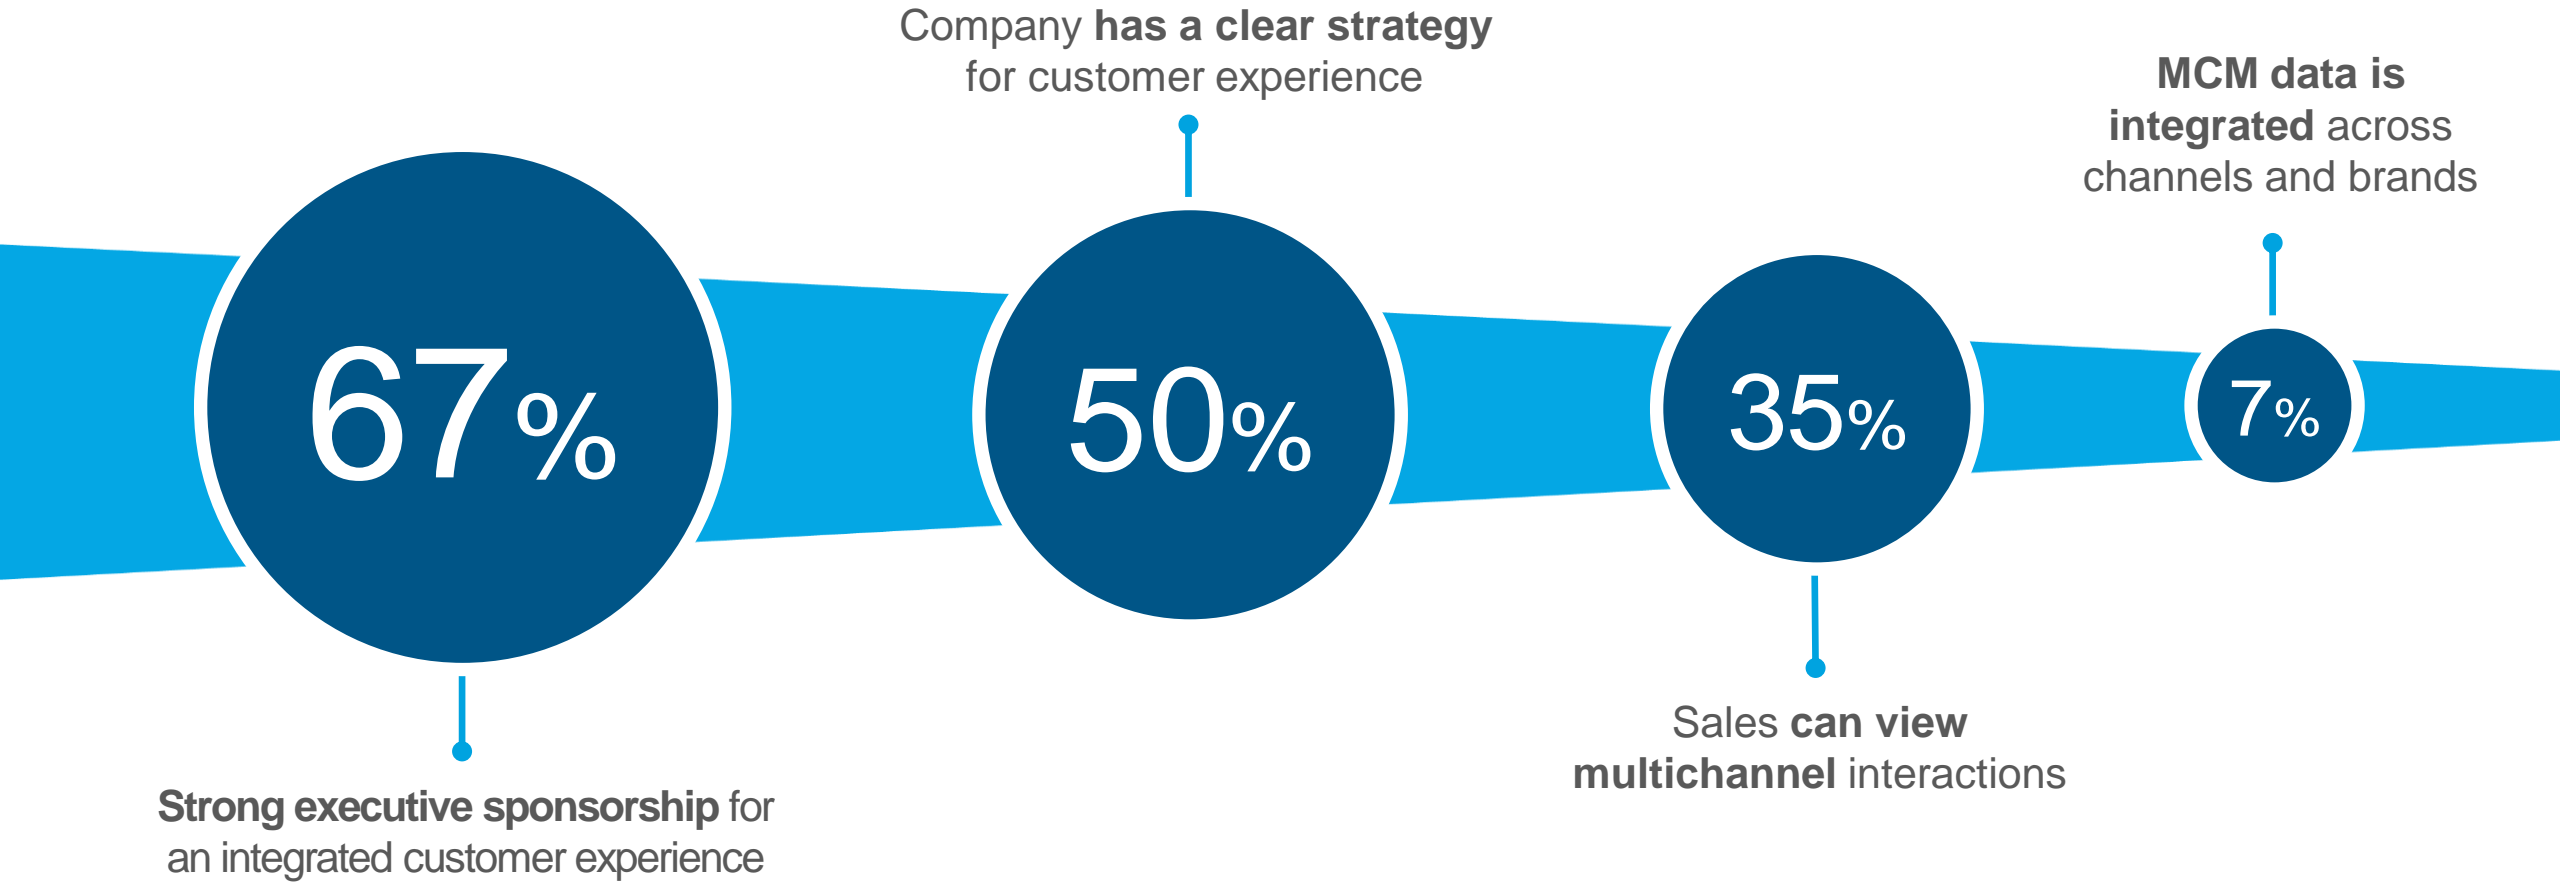 Company has a clear strategy
for customer experience
MCM data is
integrated across
channels and brands
67%
50%
35%
7%
Sales can view
multichannel interactions
Strong executive sponsorship for
an integrated customer experience